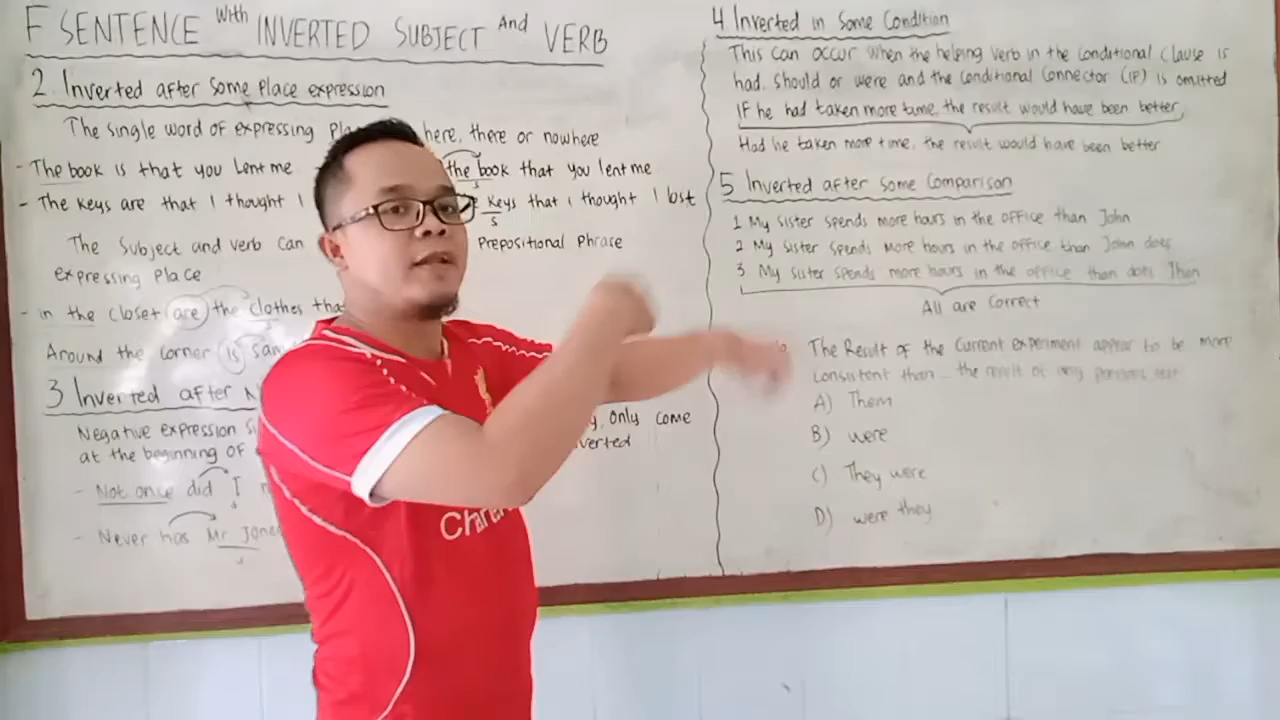 F SENTENCE With INVERTED SUBJECT And VERB
2. Inverted after Some Place expression
The single word of expressing here, there or nowhere
- The book is that you Lent me the book that you lent me
S
- The keys are that I thought I keys that I thought I lost
S
The Subject and verb can Prepositional Phrase
expressing Place
- in the closet are the clothes
Around the corner is
3 Inverted after
Negative expression only come
at the beginning of
- Not once did I
- Never has Mr
4 Inverted in Some Condition
This can occur when the helping verb in the conditional clause is
had, should or were and the conditional connector (IF) is omitted
IF he had taken more time, the result would have been better,
Had he taken more time, the result would have been better
5 Inverted after Some Comparison
1 My sister spends more hours in the office than John
2 My sister spends more hours in the office than John does
3 My sister spends more hours in the office than does Jhon
All are Correct
The Result of the Current experiment appear to be more
consistent than the result of any
A) Them
B) were
C) They were
D) were they